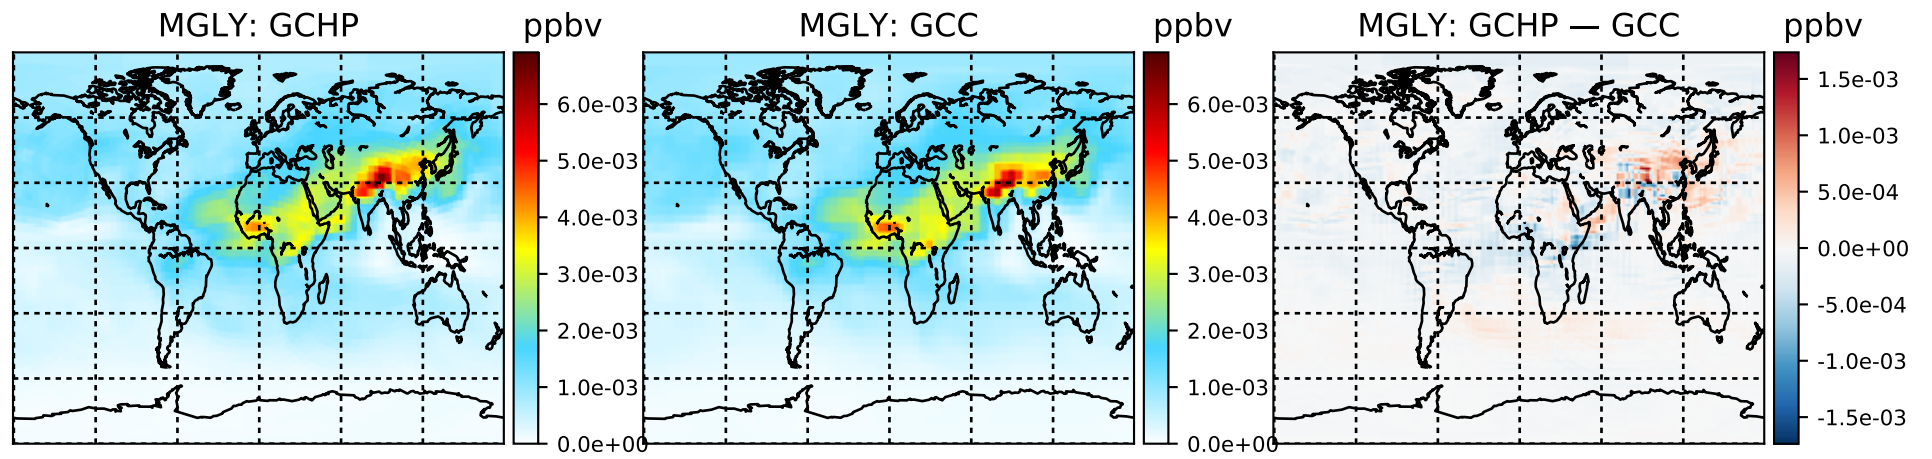 MGLY: GCHP
ppbv
6.0e-03
5.0e-03
4.0e-03
3.0e-03
2.0e-03
1.0e-03
0.0e+00
MGLY: GCC
ppbv
6.0e-03
5.0e-03
4.0e-03
3.0e-03
2.0e-03
1.0e-03
0.0e+00
MGLY: GCHP — GCC
ppbv
1.5e-03
1.0e-03
5.0e-04
0.0e+00
-5.0e-04
-1.0e-03
-1.5e-03